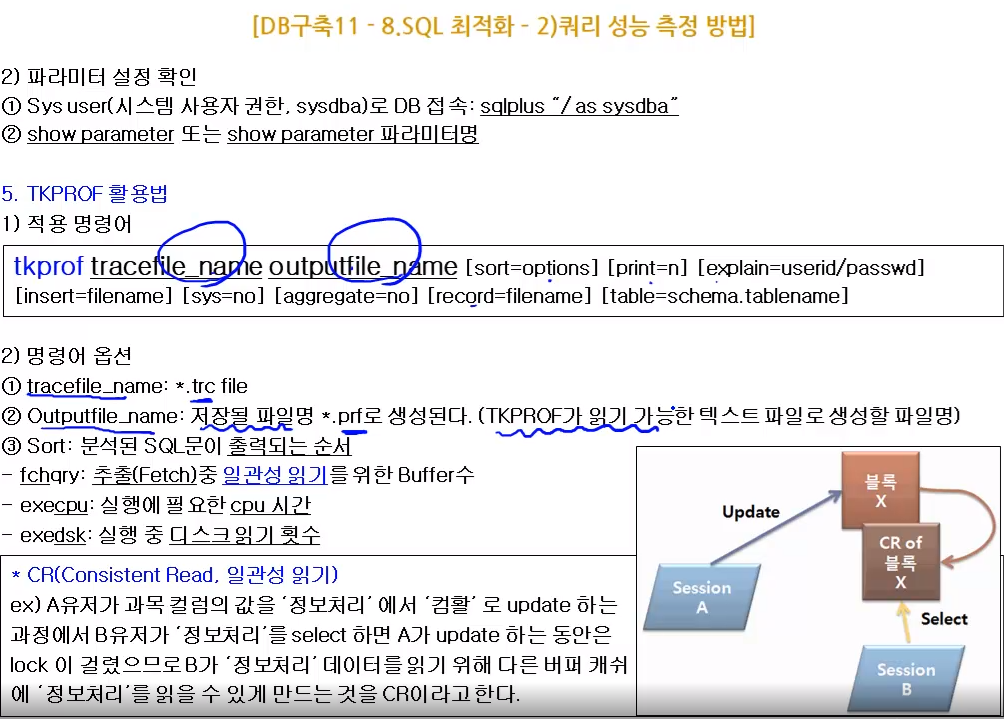 [DB구축11 - 8.SQL 최적화 - 2)쿼리 성능 측정 방법]
2) 파라미터 설정 확인
① Sys user(시스템 사용자 권한, sysdba)로 DB 접속: sqlplus “/ as sysdba”
② show parameter 또는 show parameter 파라미터명
5. TKPROF 활용법
1) 적용 명령어
tkprof tracefile_name outputfile_name [sort=options] [print=n] [explain=userid/passwd]
[insert=filename] [sys=no] [aggregate=no] [record=filename] [table=schema.tablename]
2) 명령어 옵션
① tracefile_name: *.trc file
② Outputfile_name: 저장될 파일명 *.prf로 생성된다. (TKPROF가 읽기 가능한 텍스트 파일로 생성할 파일명)
③ Sort: 분석된 SQL문이 출력되는 순서
- fchqry: 추출(Fetch)중 일관성 읽기를 위한 Buffer수
- execpu: 실행에 필요한 cpu 시간
- exedsk: 실행 중 디스크 읽기 횟수
* CR(Consistent Read, 일관성 읽기)
ex) A유저가 과목 컬럼의 값을 ‘정보처리’ 에서 ‘컴활’ 로 update 하는
과정에서 B유저가 ‘정보처리’를 select 하면 A가 update 하는 동안은
lock 이 걸렸으므로 B가 ‘정보처리’ 데이터를 읽기 위해 다른 버퍼 캐쉬
에 ‘정보처리’를 읽을 수 있게 만드는 것을 CR이라고 한다.
블록
X
Update
CR of
블록
X
Session
A
Select
Session
B